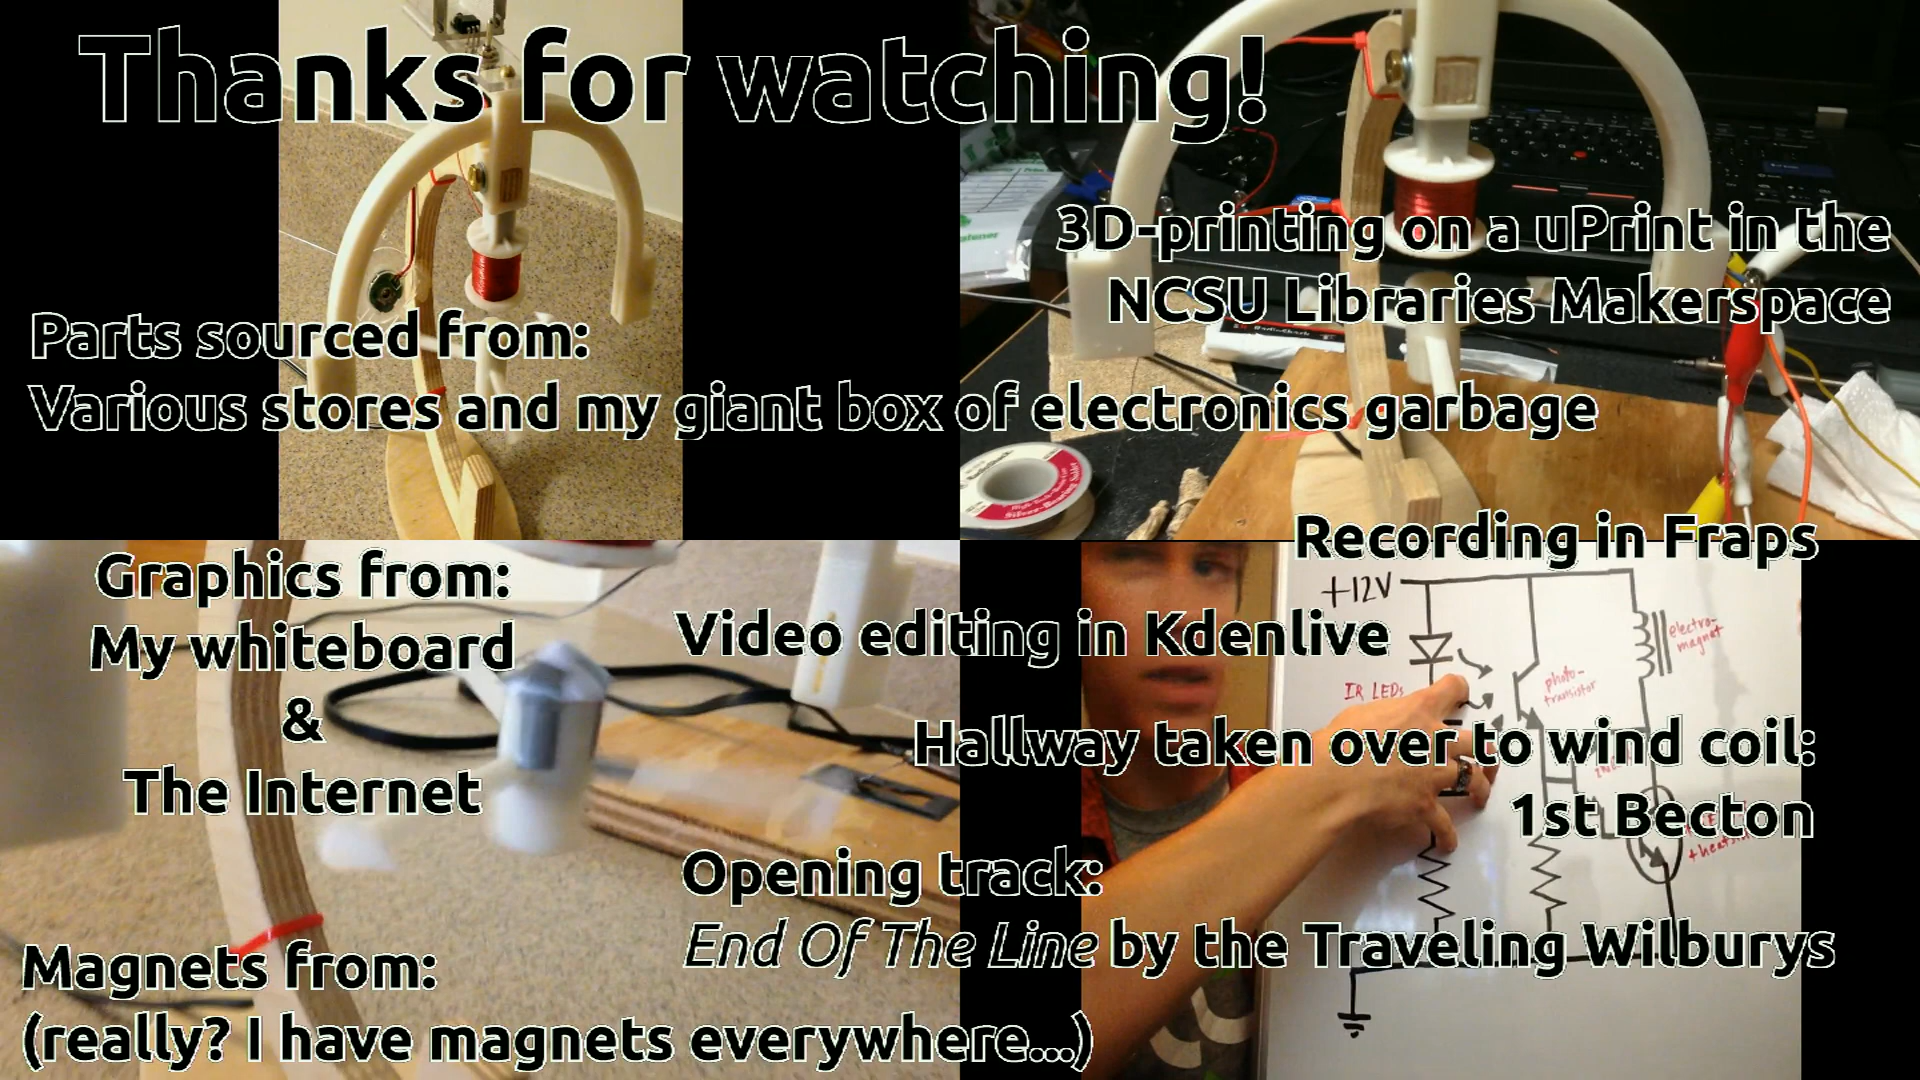 Thanks for watching!
3D-printing on a uPrint in the
NCSU Libraries Makerspace
Parts sourced from:
Various stores and my giant box of electronics garbage
Recording in Fraps
Graphics from:
My whiteboard
&
The Internet
Video editing in Kdenlive
Hallway taken over to wind coil:
1st Becton
Opening track:
End Of The Line by the Traveling Wilburys
Magnets from:
(really? I have magnets everywhere...)
+12V
electro-
magnet
photo-
transistor
IR LEDs